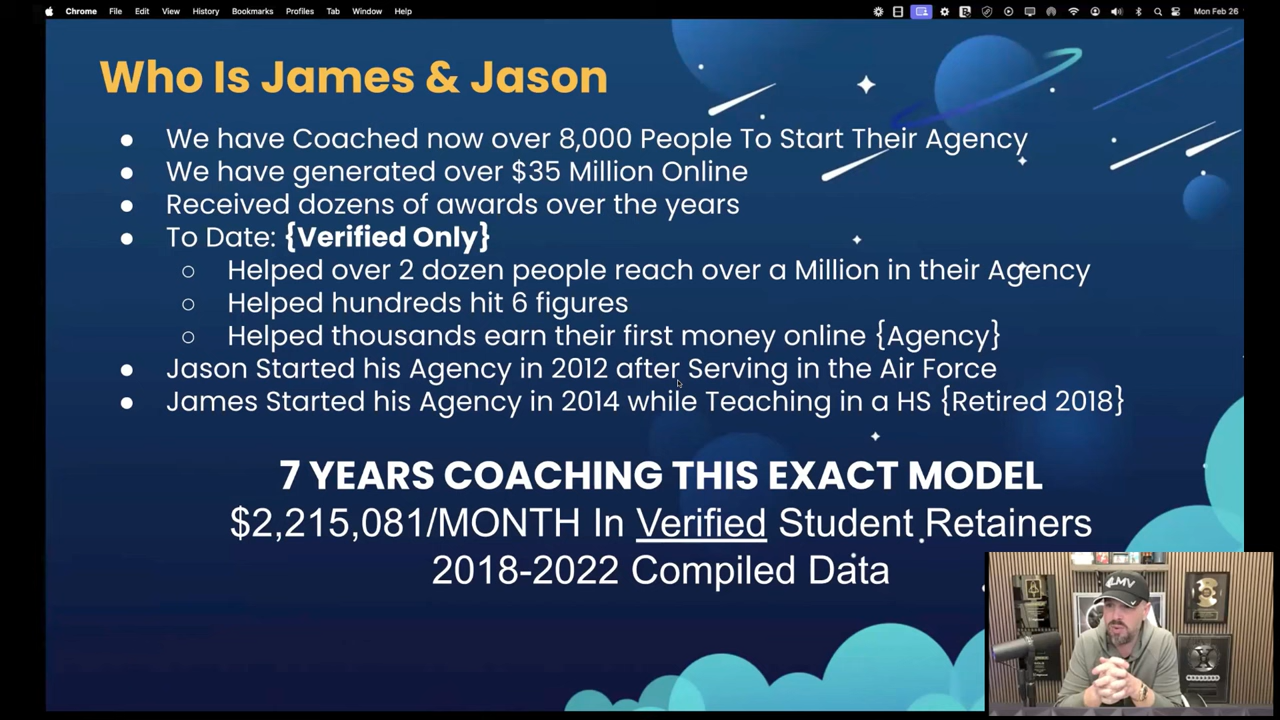 Chrome File Edit View History Bookmarks Profiles Tab Window Help Mon Feb 26
Who Is James & Jason
● We have Coached now over 8,000 People To Start Their Agency
● We have generated over $35 Million Online
● Received dozens of awards over the years
● To Date: {Verified Only}
○ Helped over 2 dozen people reach over a Million in their Agency
○ Helped hundreds hit 6 figures
○ Helped thousands earn their first money online {Agency}
● Jason Started his Agency in 2012 after Serving in the Air Force
● James Started his Agency in 2014 while Teaching in a HS {Retired 2018}
7 YEARS COACHING THIS EXACT MODEL
$2,215,081/MONTH In Verified Student Retainers
2018-2022 Compiled Data